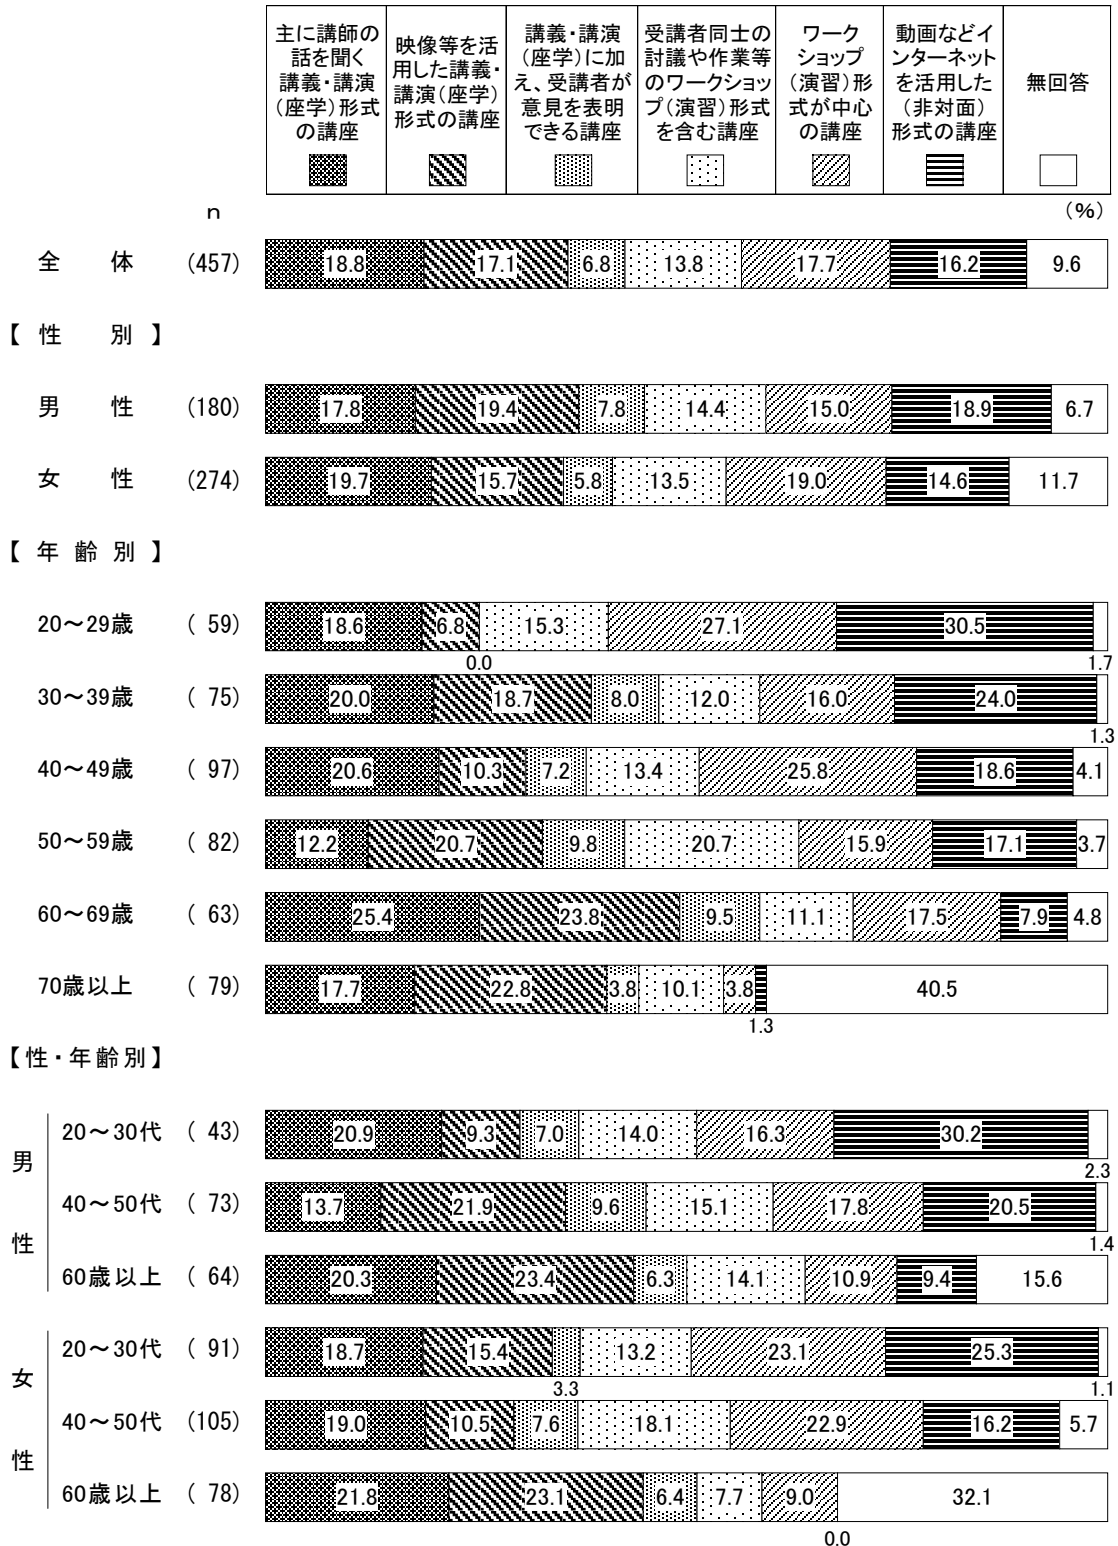 主に講師の
話を聞く
講義・講演
（座学）形式
の講座
映像等を活
用した講義・
講演（座学）
形式の講座
講義・講演
（座学）に加
え、受講者が
意見を表明
できる講座
受講者同士の
討議や作業等
のワークショッ
プ（演習）形式
を含む講座
ワーク
ショップ
（演習）形
式が中心
の講座
動画などイ
ンターネット
を活用した
（非対面）
形式の講座
無回答
n
（%）
全　体 (457) 18.8 17.1 6.8 13.8 17.7 16.2 9.6
【 性　別 】
男　性 (180) 17.8 19.4 7.8 14.4 15.0 18.9 6.7
女　性 (274) 19.7 15.7 5.8 13.5 19.0 14.6 11.7
【 年 齢 別 】
20～29歳 ( 59) 18.6 6.8 15.3 27.1 30.5
0.0 1.7
30～39歳 ( 75) 20.0 18.7 8.0 12.0 16.0 24.0
1.3
40～49歳 ( 97) 20.6 10.3 7.2 13.4 25.8 18.6 4.1
50～59歳 ( 82) 12.2 20.7 9.8 20.7 15.9 17.1 3.7
60～69歳 ( 63) 25.4 23.8 9.5 11.1 17.5 7.9 4.8
70歳以上 ( 79) 17.7 22.8 3.8 10.1 3.8 40.5
1.3
【性・年齢別】
男性
20～30代 ( 43) 20.9 9.3 7.0 14.0 16.3 30.2
2.3
40～50代 ( 73) 13.7 21.9 9.6 15.1 17.8 20.5
1.4
60歳以上 ( 64) 20.3 23.4 6.3 14.1 10.9 9.4 15.6
女性
20～30代 ( 91) 18.7 15.4 13.2 23.1 25.3
3.3 1.1
40～50代 (105) 19.0 10.5 7.6 18.1 22.9 16.2 5.7
60歳以上 ( 78) 21.8 23.1 6.4 7.7 9.0 32.1
0.0